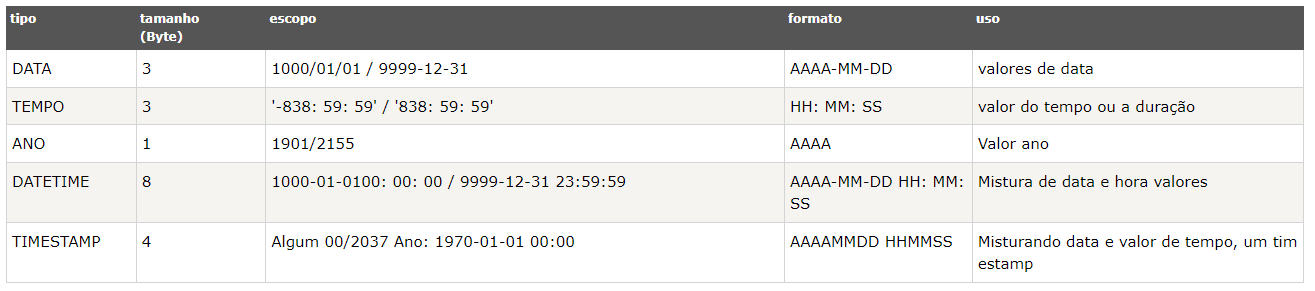 tipo tamanho escopo formato uso
(Byte)
DATA 3 1000/01/01 / 9999-12-31 AAAA-MM-DD valores de data
TEMPO 3 '-838: 59: 59' / '838: 59: 59' HH: MM: SS valor do tempo ou a duração
ANO 1 1901/2155 AAAA Valor ano
DATETIME 8 1000-01-0100: 00: 00 / 9999-12-31 23:59:59 AAAA-MM-DD HH: MM: Mistura de data e hora valores
SS
TIMESTAMP 4 Algum 00/2037 Ano: 1970-01-01 00:00 AAAAMMDD HHMMSS Misturando data e valor de tempo, um tim
estamp